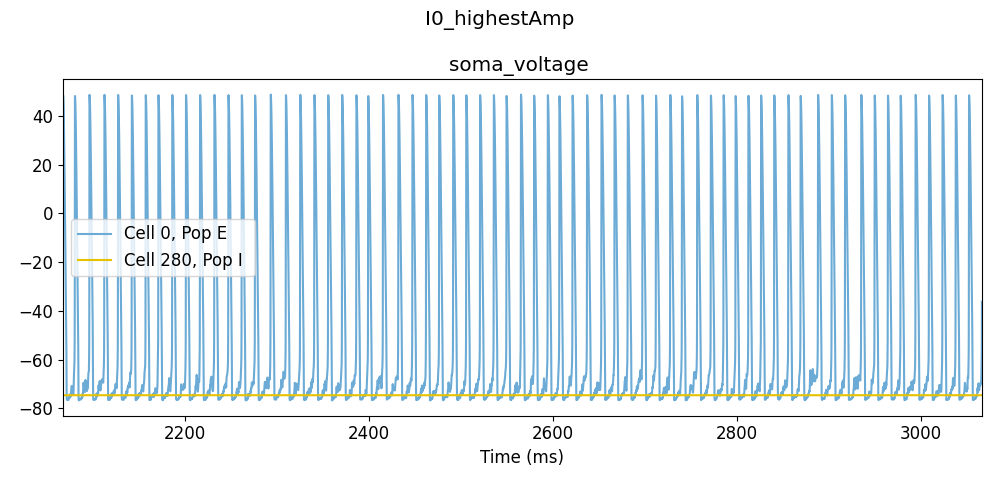 I0_highestAmp
soma_voltage
40
20
0
−20
−40
−60
−80
Cell 0, Pop E
Cell 280, Pop I
2200 2400 2600 2800 3000
Time (ms)